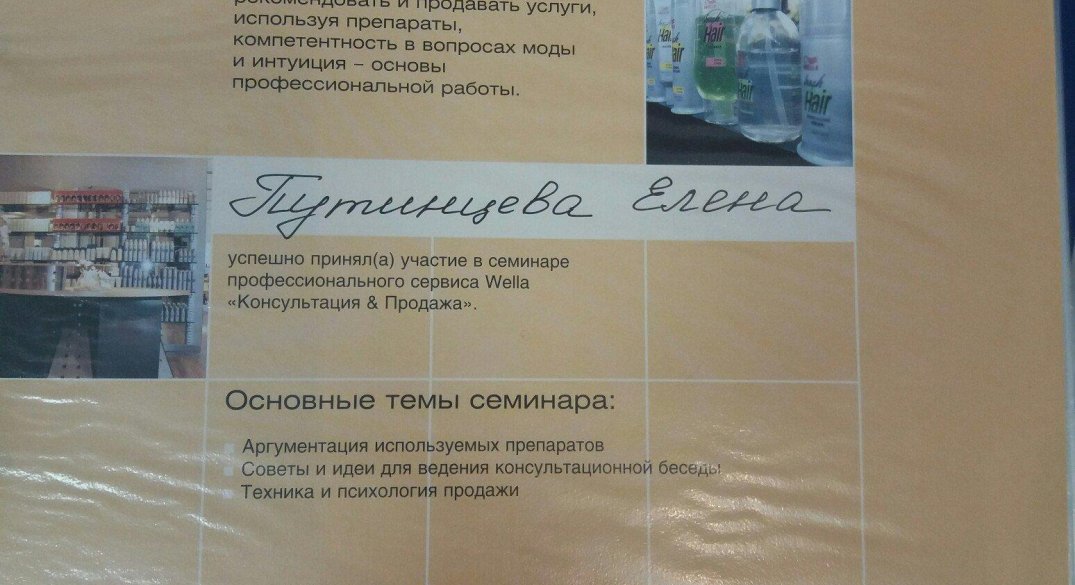 рекомендовать и продавать услуги,
используя препараты,
компетентность в вопросах моды
и интуиция – основы
профессиональной работы.
Hair
Hair
Hair
Путинцева Елена
успешно принял(а) участие в семинаре
профессионального сервиса Wella
«Консультация & Продажа».
Основные темы семинара:
Аргументация используемых препаратов
Советы и идеи для ведения консультационной беседы
Техника и психология продажи